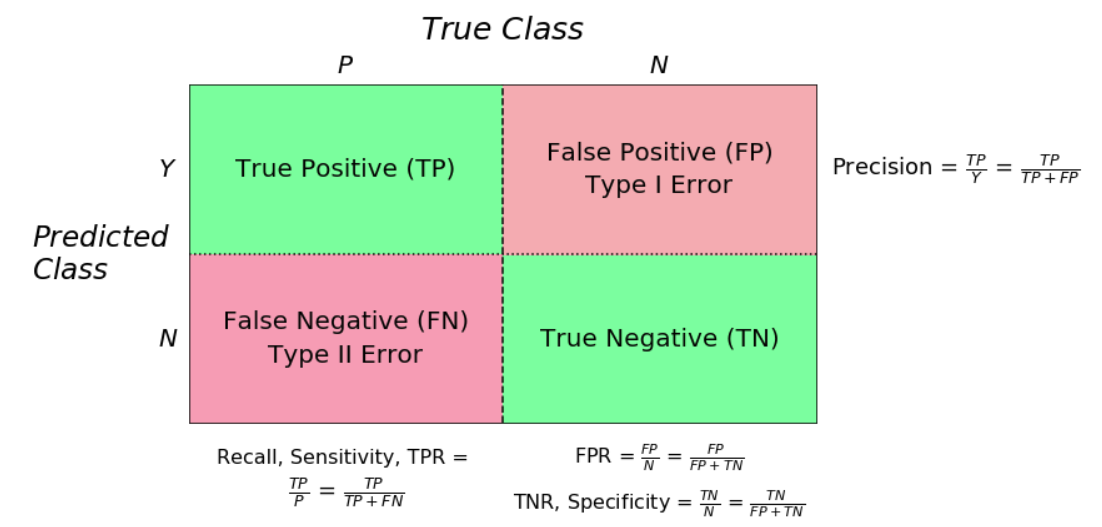 True Class
P
N
Y
True Positive (TP)
False Positive (FP)
Type I Error
Precision = TP/Y = TP/TP + FP
Predicted
Class
N
False Negative (FN)
Type II Error
True Negative (TN)
Recall, Sensitivity, TPR =
TP/P = TP/TP + FN
FPR = FP/N = FP/FP + TN
TNR, Specificity = TN/N = TN/FP + TN